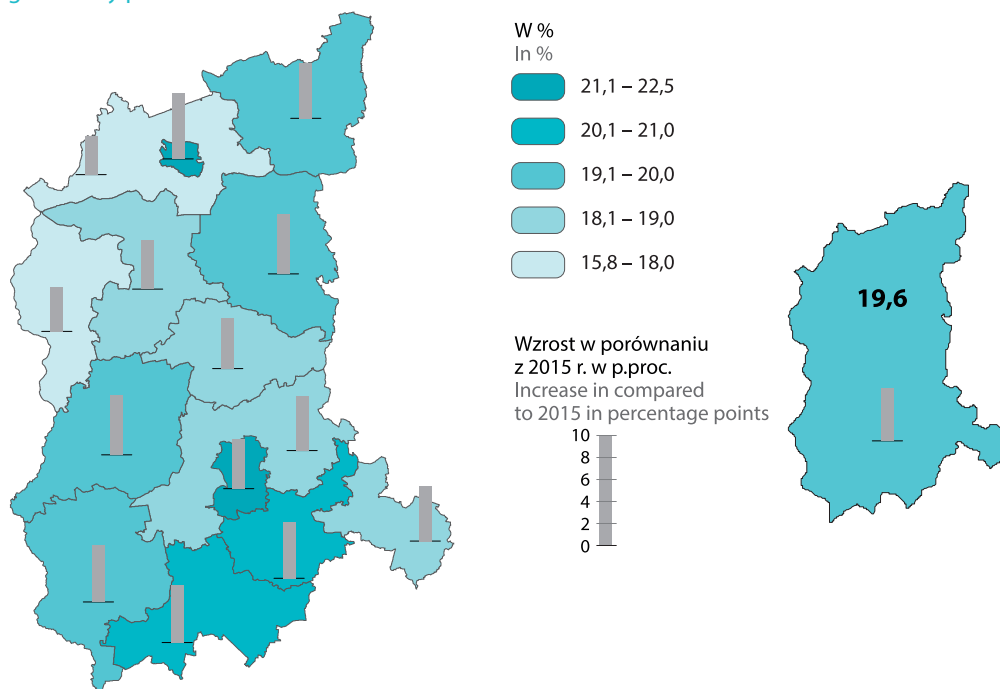 W %
In %
21,1 – 22,5
20,1 – 21,0
19,1 – 20,0
18,1 – 19,0
15,8 – 18,0
19,6
Wzrost w porównaniu
z 2015 r. w p.proc.
Increase in compared
to 2015 in percentage points
10
8
6
4
2
0